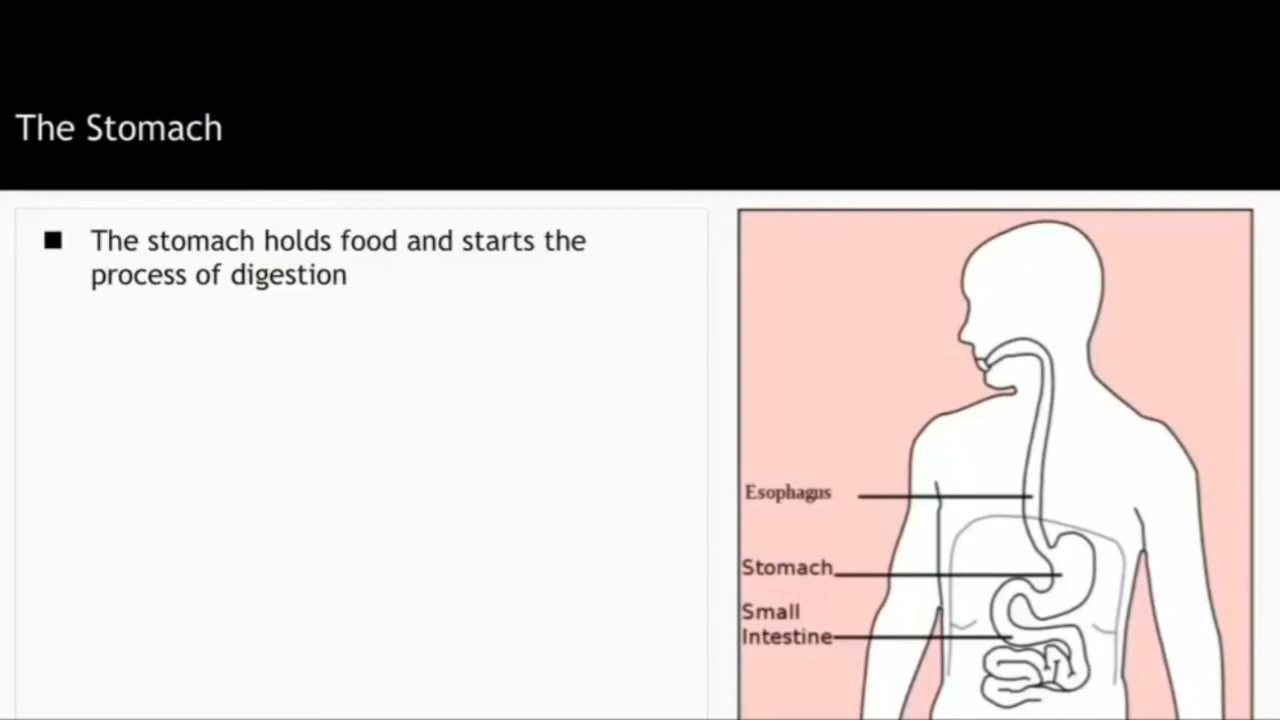 The Stomach
■ The stomach holds food and starts the
process of digestion
Esophagus
Stomach
Small
Intestine